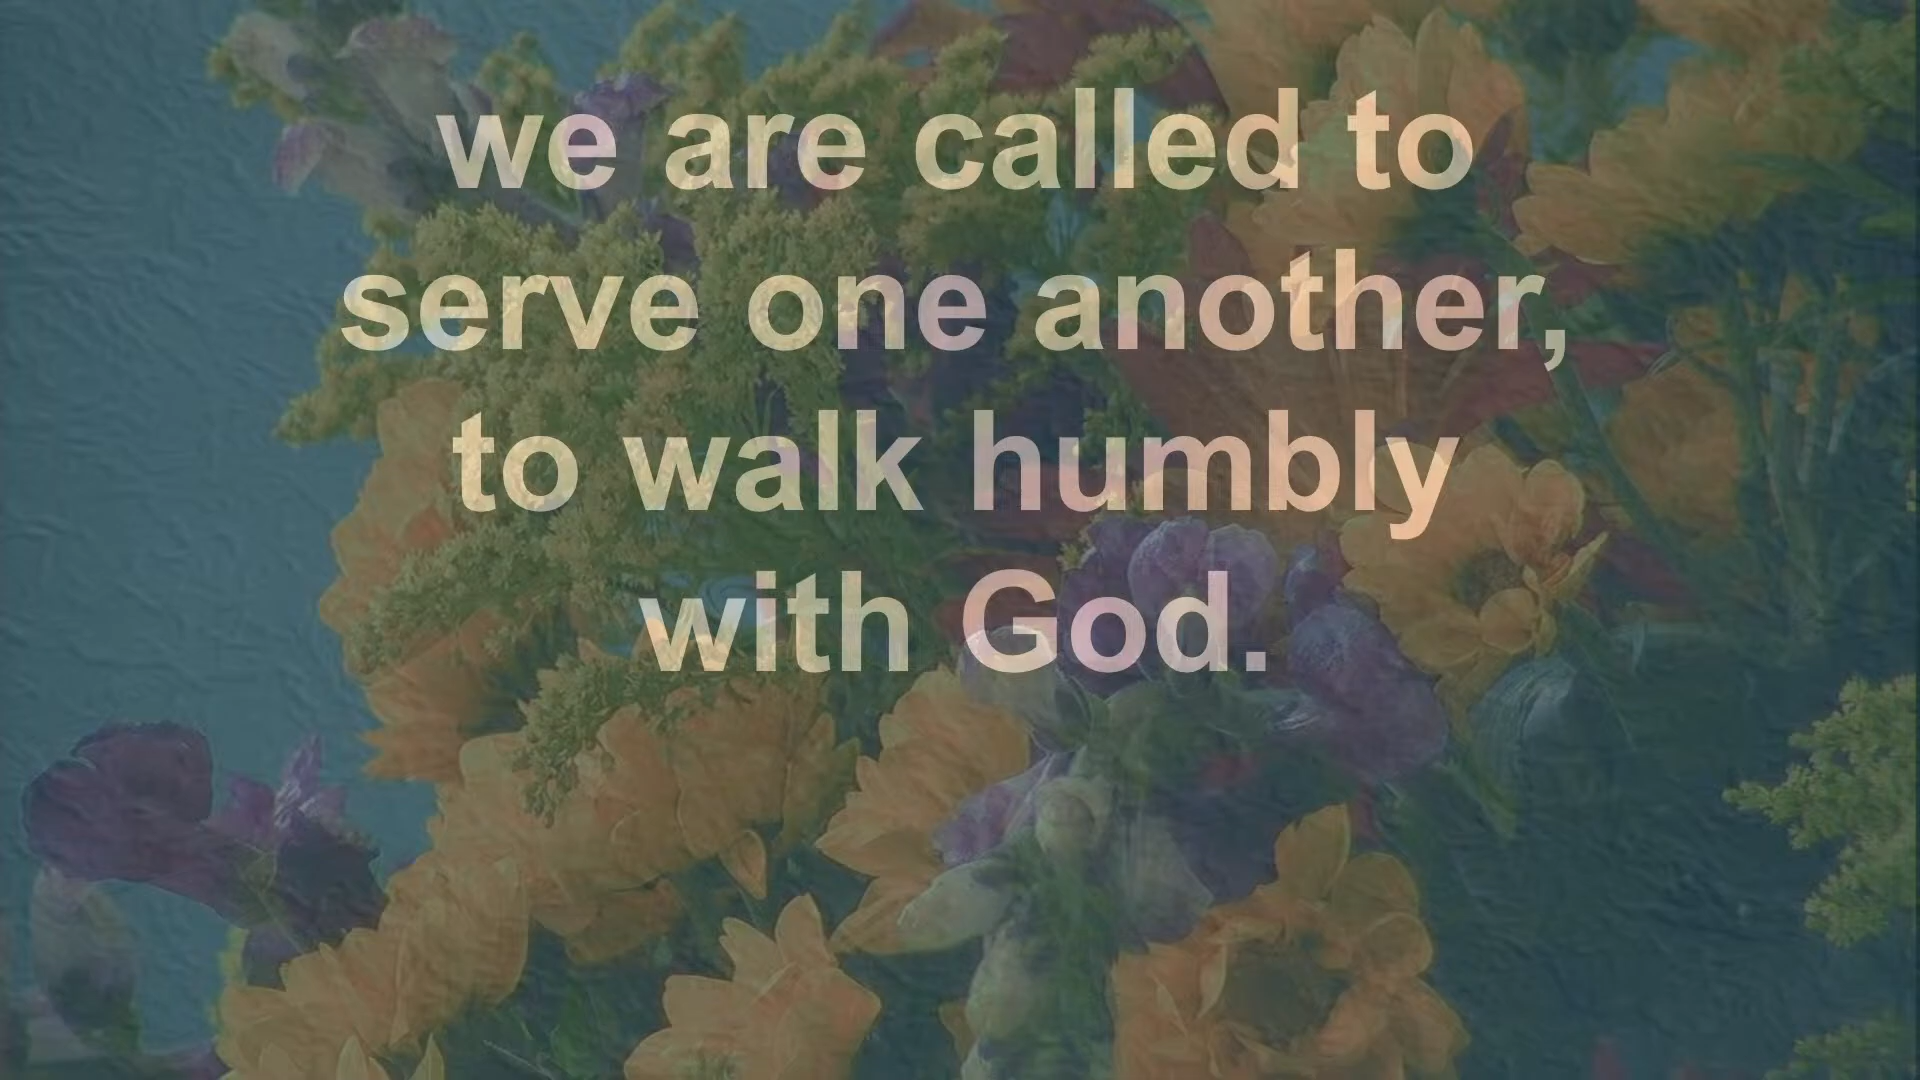 we are called to
serve one another,
to walk humbly
with God.